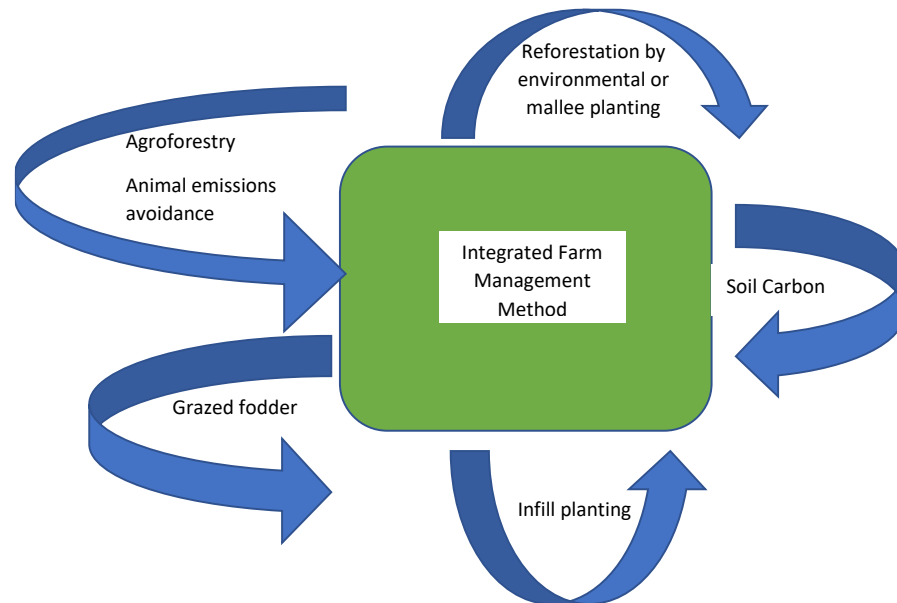 Reforestation by
environmental or
mallee planting
Agroforestry
Animal emissions
avoidance
Integrated Farm
Management
Method
Soil Carbon
Grazed fodder
Infill planting